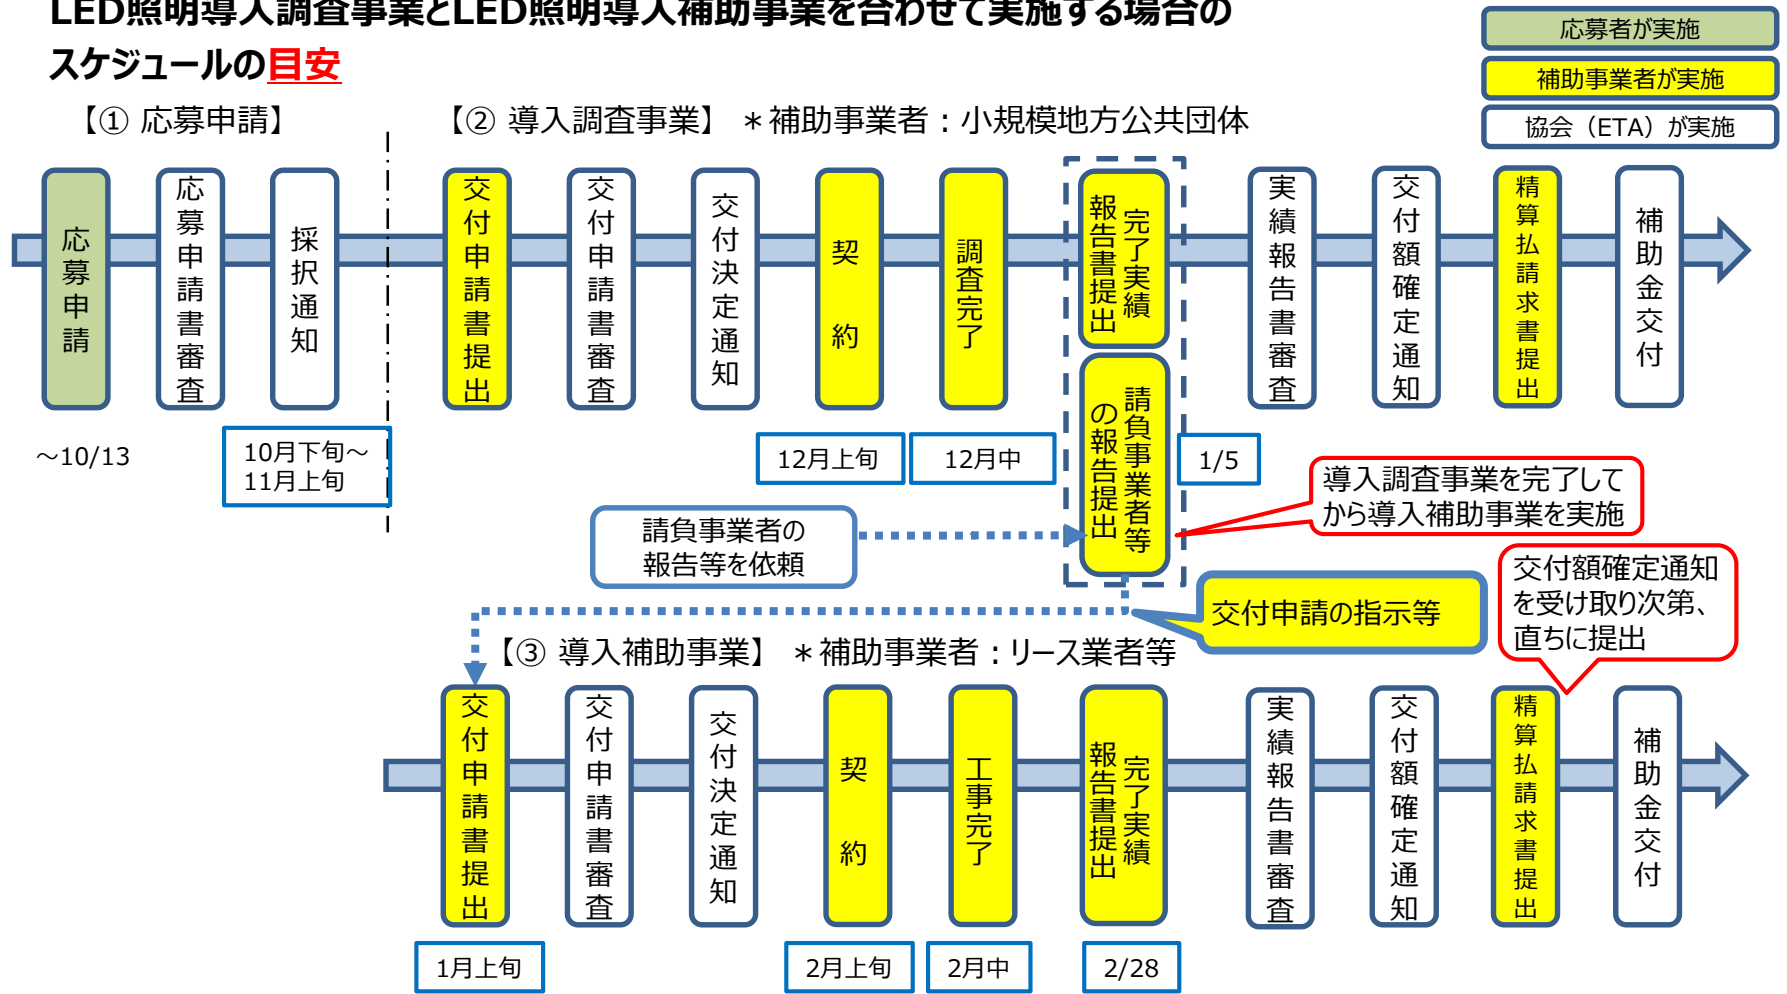 LED照明導入調査事業とLED照明導入補助事業を合わせて実施する場合の
スケジュールの目安
応募者が実施
補助事業者が実施
協会（ETA）が実施
【① 応募申請】
【② 導入調査事業】 ＊補助事業者：小規模地方公共団体
応募申請
応募申請書審査
採択通知
交付申請書提出
交付申請書審査
交付決定通知
契約
調査完了
完了実績
報告書提出
請負事業者等
の報告提出
実績報告書審査
交付額確定通知
精算払請求書提出
補助金交付
～10/13
10月下旬～
11月上旬
12月上旬
12月中
1/5
導入調査事業を完了して
から導入補助事業を実施
請負事業者の
報告等を依頼
交付申請の指示等
交付額確定通知
を受け取り次第、
直ちに提出
【③ 導入補助事業】 ＊補助事業者：リース業者等
交付申請書提出
交付申請書審査
交付決定通知
契約
工事完了
完了実績
報告書提出
実績報告書審査
交付額確定通知
精算払請求書提出
補助金交付
1月上旬
2月上旬
2月中
2/28